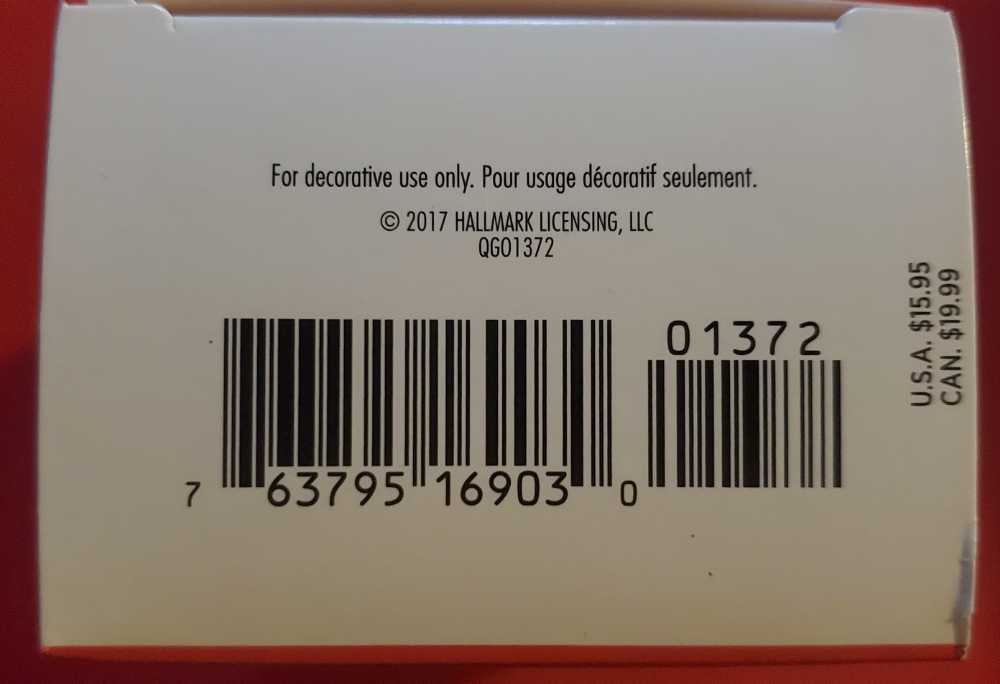 For decorative use only. Pour usage décoratif seulement.
© 2017 HALLMARK LICENSING, LLC
QGO1372
01372
7 63795 16903 0
U.S.A. $15.95
CAN. $19.99